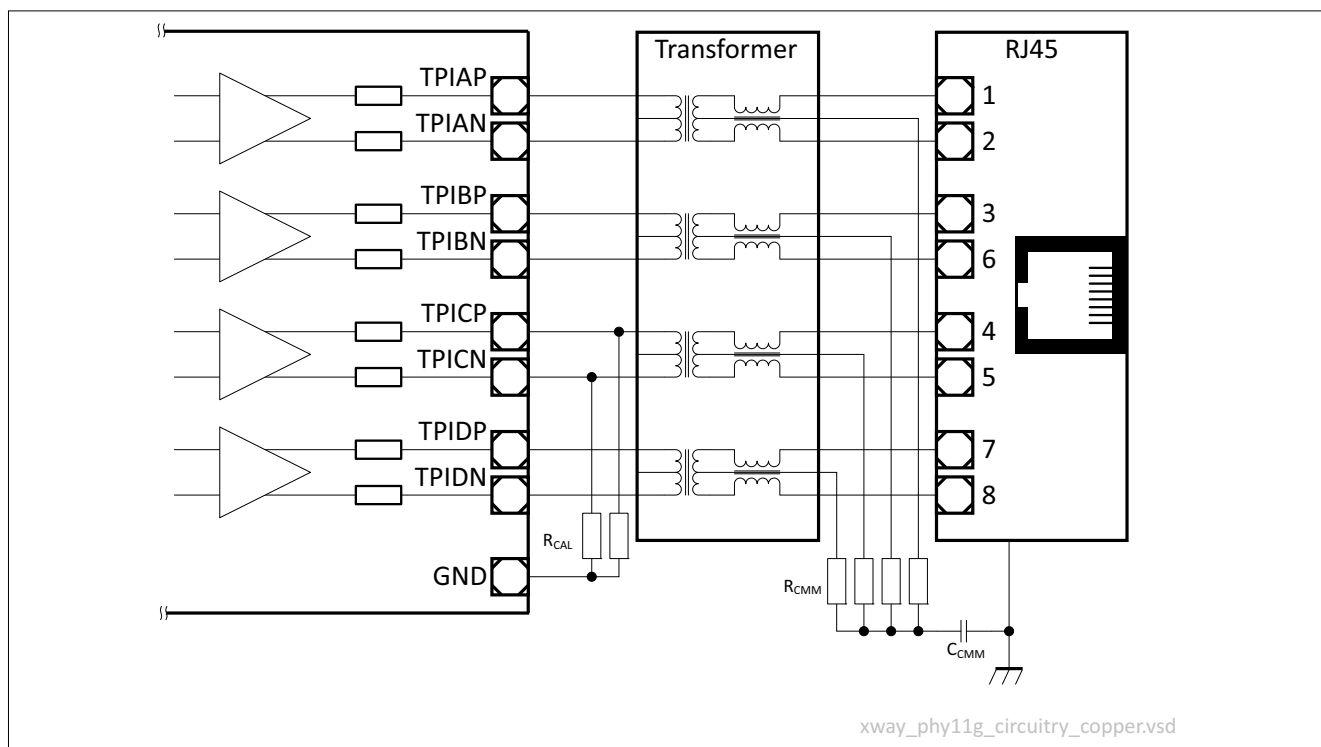 Transformer
RJ45
TPIAP
1
TPIAN
2
TPIBP
3
TPIBN
6
TPICP
4
TPICN
5
TPIDP
7
TPIDN
8
RCAL
GND
RCMM
CCMM
xway_phy11g_circuitry_copper.vsd